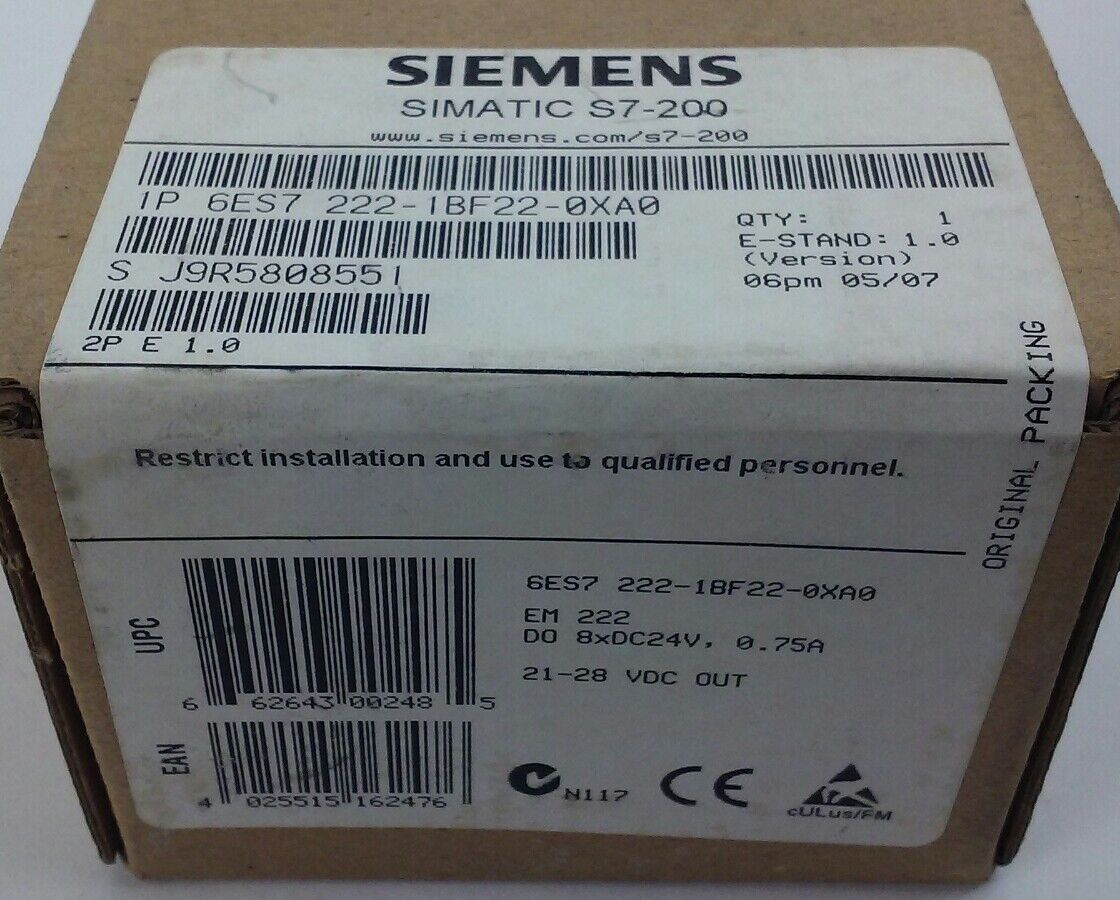 SIEMENS
SIMATIC S7-200
www.siemens.com/s7-200
1P 6ES7 222-1BF22-0XA0
S J9R5808551
2P E 1.0
QTY: 1
E-STAND: 1.0
(Version)
06pm 05/07
ORIGINAL PACKING
Restrict installation and use to qualified personnel.
UPC
6 62643 00248 5
EAN
4 025515 162476
6ES7 222-1BF22-0XA0
EM 222
DO 8xDC24V, 0.75A
21-28 VDC OUT
N117
CE
cULus/FM